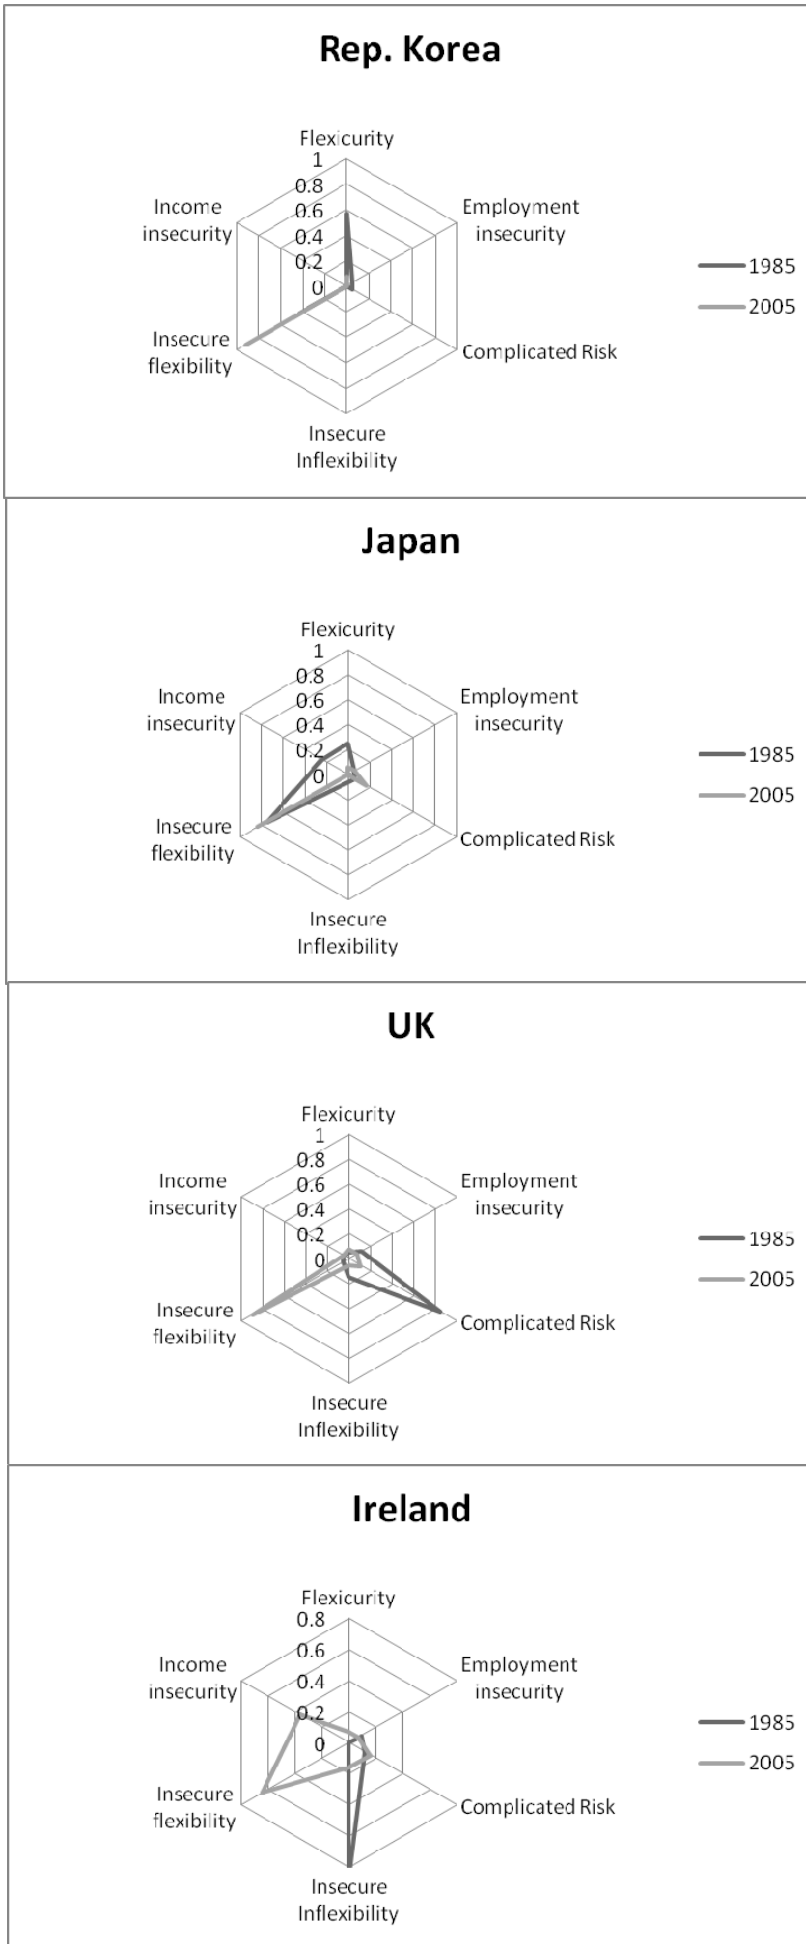 Rep. Korea
Flexicurity
1
0.8
0.6
0.4
0.2
0
Income
insecurity
Employment
insecurity
Insecure
flexibility
Complicated Risk
Insecure
Inflexibility
1985
2005
Japan
Flexicurity
1
0.8
0.6
0.4
0.2
0
Income
insecurity
Employment
insecurity
Insecure
flexibility
Complicated Risk
Insecure
Inflexibility
1985
2005
UK
Flexicurity
1
0.8
0.6
0.4
0.2
0
Income
insecurity
Employment
insecurity
Insecure
flexibility
Complicated Risk
Insecure
Inflexibility
1985
2005
Ireland
Flexicurity
0.8
0.6
0.4
0.2
0
Income
insecurity
Employment
insecurity
Insecure
flexibility
Complicated Risk
Insecure
Inflexibility
1985
2005